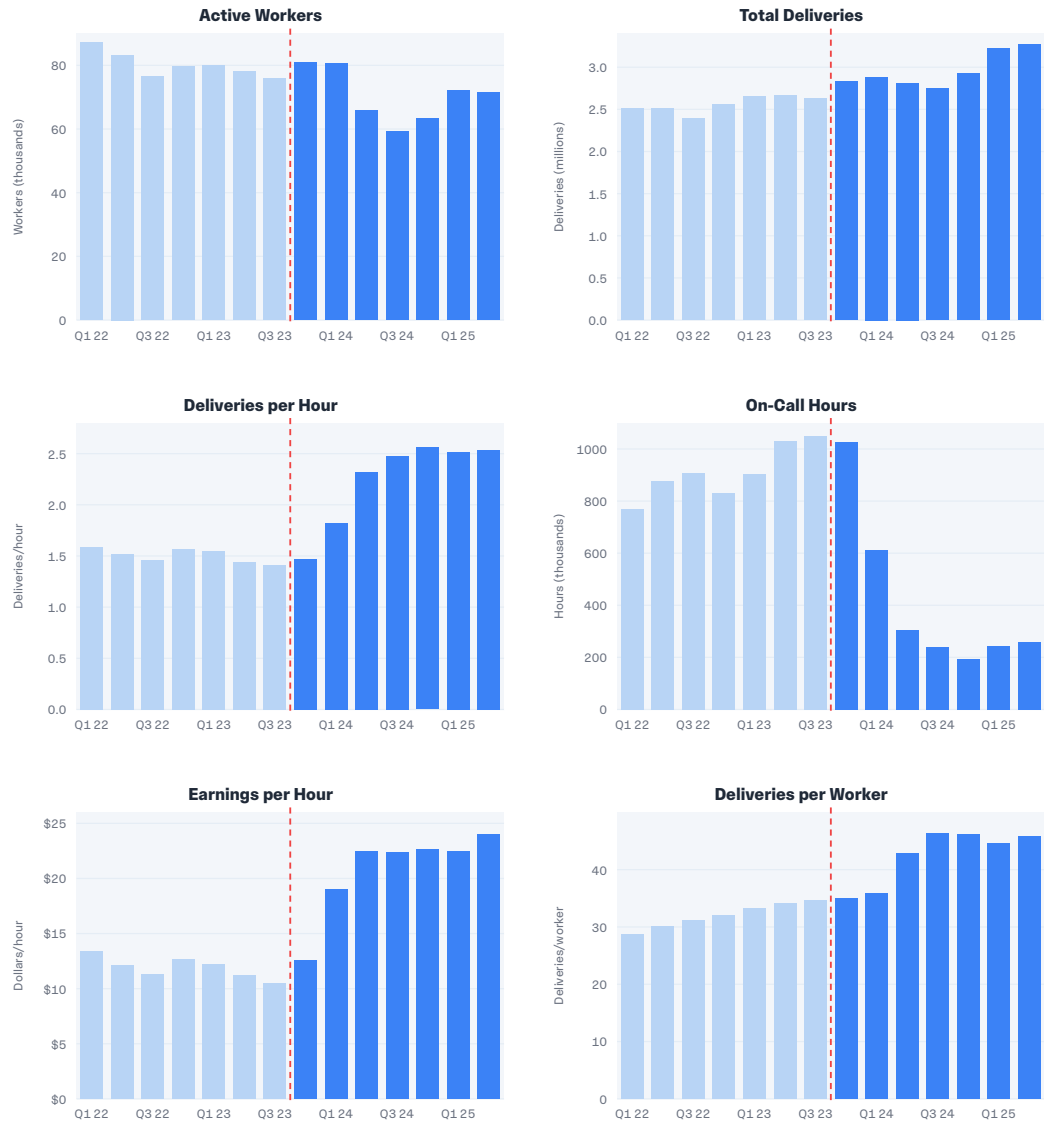 Active Workers
Workers (thousands)
80
60
40
20
0
Q1 22 Q3 22 Q1 23 Q3 23 Q1 24 Q3 24 Q1 25
Total Deliveries
Deliveries (millions)
3.0
2.5
2.0
1.5
1.0
0.5
0.0
Q1 22 Q3 22 Q1 23 Q3 23 Q1 24 Q3 24 Q1 25
Deliveries per Hour
Deliveries/hour
2.5
2.0
1.5
1.0
0.5
0.0
Q1 22 Q3 22 Q1 23 Q3 23 Q1 24 Q3 24 Q1 25
On-Call Hours
Hours (thousands)
1000
800
600
400
200
0
Q1 22 Q3 22 Q1 23 Q3 23 Q1 24 Q3 24 Q1 25
Earnings per Hour
Dollars/hour
$25
$20
$15
$10
$5
$0
Q1 22 Q3 22 Q1 23 Q3 23 Q1 24 Q3 24 Q1 25
Deliveries per Worker
Deliveries/worker
40
30
20
10
0
Q1 22 Q3 22 Q1 23 Q3 23 Q1 24 Q3 24 Q1 25